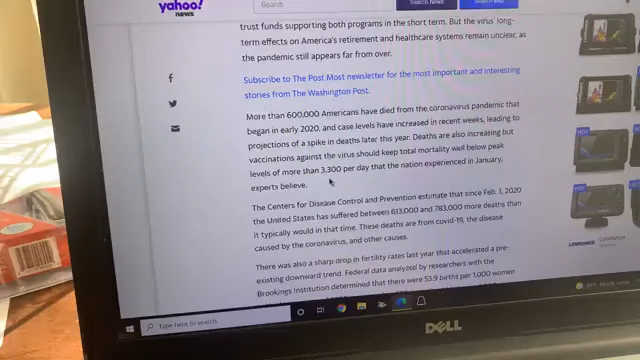 yahoo!
news
Search
Search News
trust funds supporting both programs in the short term. But the virus' long-
term effects on America's retirement and healthcare systems remain unclear, as
the pandemic still appears far from over.
Subscribe to The Post Most newsletter for the most important and interesting
stories from The Washington Post.
More than 600,000 Americans have died from the coronavirus pandemic that
began in early 2020, and case levels have increased in recent weeks, leading to
projections of a spike in deaths later this year. Deaths are also increasing but
vaccinations against the virus should keep total mortality well below peak
levels of more than 3,300 per day that the nation experienced in January,
experts believe.
The Centers for Disease Control and Prevention estimate that since Feb. 1, 2020
the United States has suffered between 613,000 and 783,000 more deaths than
it typically would in that time. These deaths are from covid-19, the disease
caused by the coronavirus, and other causes.
There was also a sharp drop in fertility rates last year that accelerated a pre-
existing downward trend. Federal data analyzed by researchers with the
Brookings Institution determined that there were 53.9 births per 1,000 women
HOT
HOT
LOWRANCE Lowrance
Type here to search
DELL